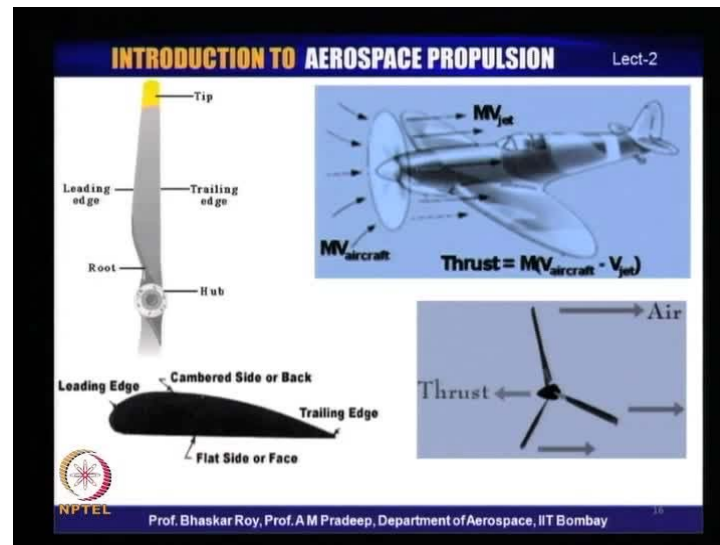 INTRODUCTION TO AEROSPACE PROPULSION
Lect-2
Tip
Leading edge
Trailing edge
Root
Hub
MVjet
MVaircraft
Thrust = M(Vaircraft - Vjet)
Air
Thrust
Leading Edge
Cambered Side or Back
Trailing Edge
Flat Side or Face
NPTEL
Prof. Bhaskar Roy, Prof. A M Pradeep, Department of Aerospace, IIT Bombay
16